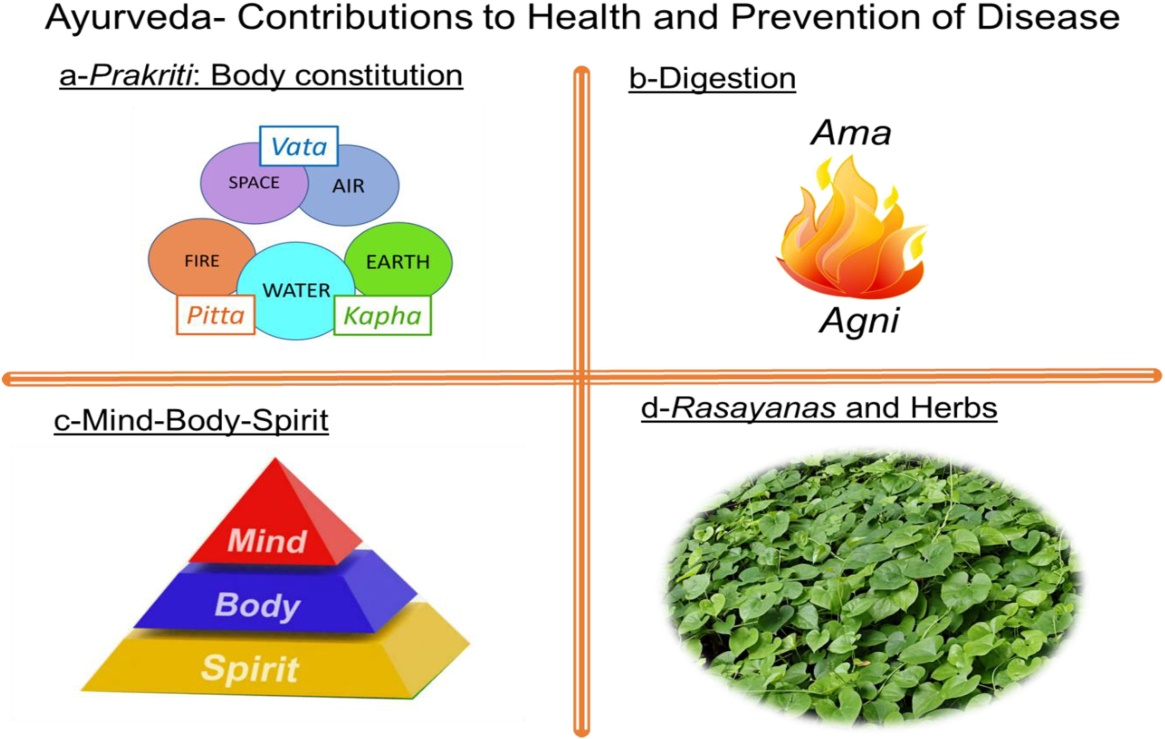 Ayurveda- Contributions to Health and Prevention of Disease
a-Prakriti: Body constitution
Vata
SPACE
AIR
FIRE
WATER
EARTH
Pitta
Kapha
b-Digestion
Ama
Agni
c-Mind-Body-Spirit
Mind
Body
Spirit
d-Rasayanas and Herbs